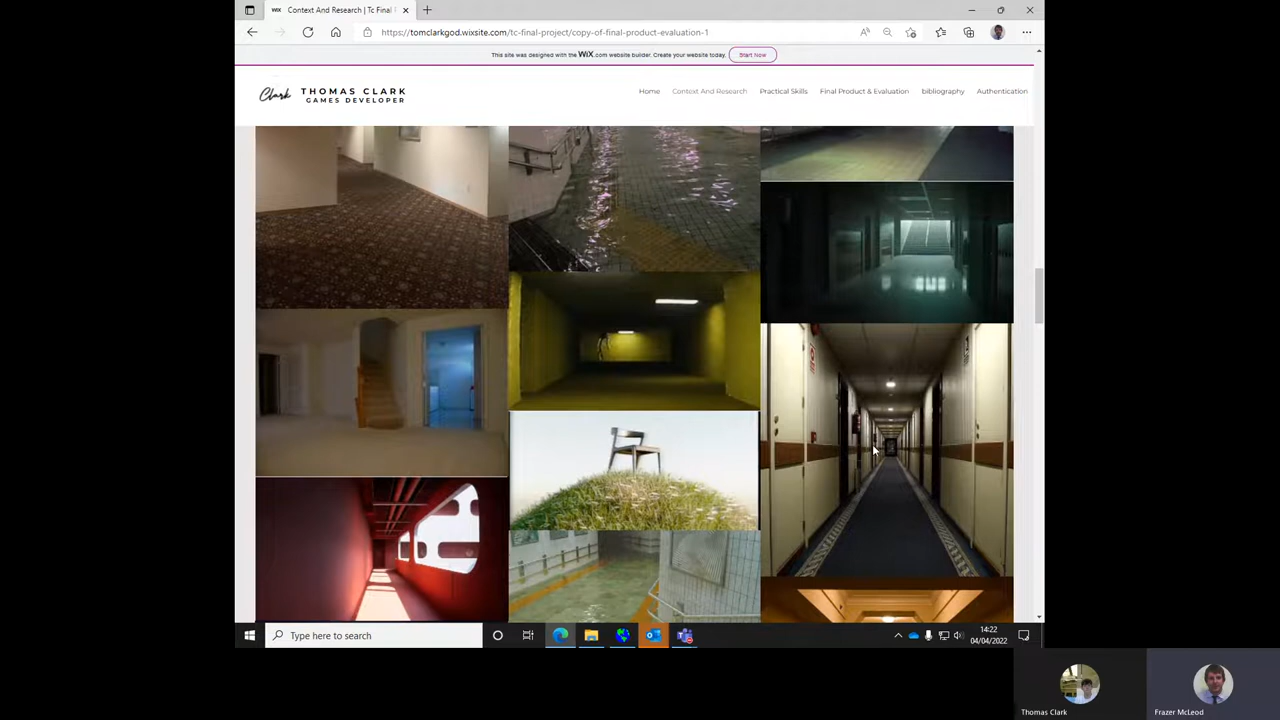 WiX Context And Research | Tc Final
https://tomclarkgod.wixsite.com/tc-final-project/copy-of-final-product-evaluation-1
This site was designed with the WiX.com website builder. Create your website today. Start Now
Clark THOMAS CLARK
GAMES DEVELOPER
Home Context And Research Practical Skills Final Product & Evaluation bibliography Authentication
Type here to search
14:22
04/04/2022
Thomas Clark Frazer McLeod